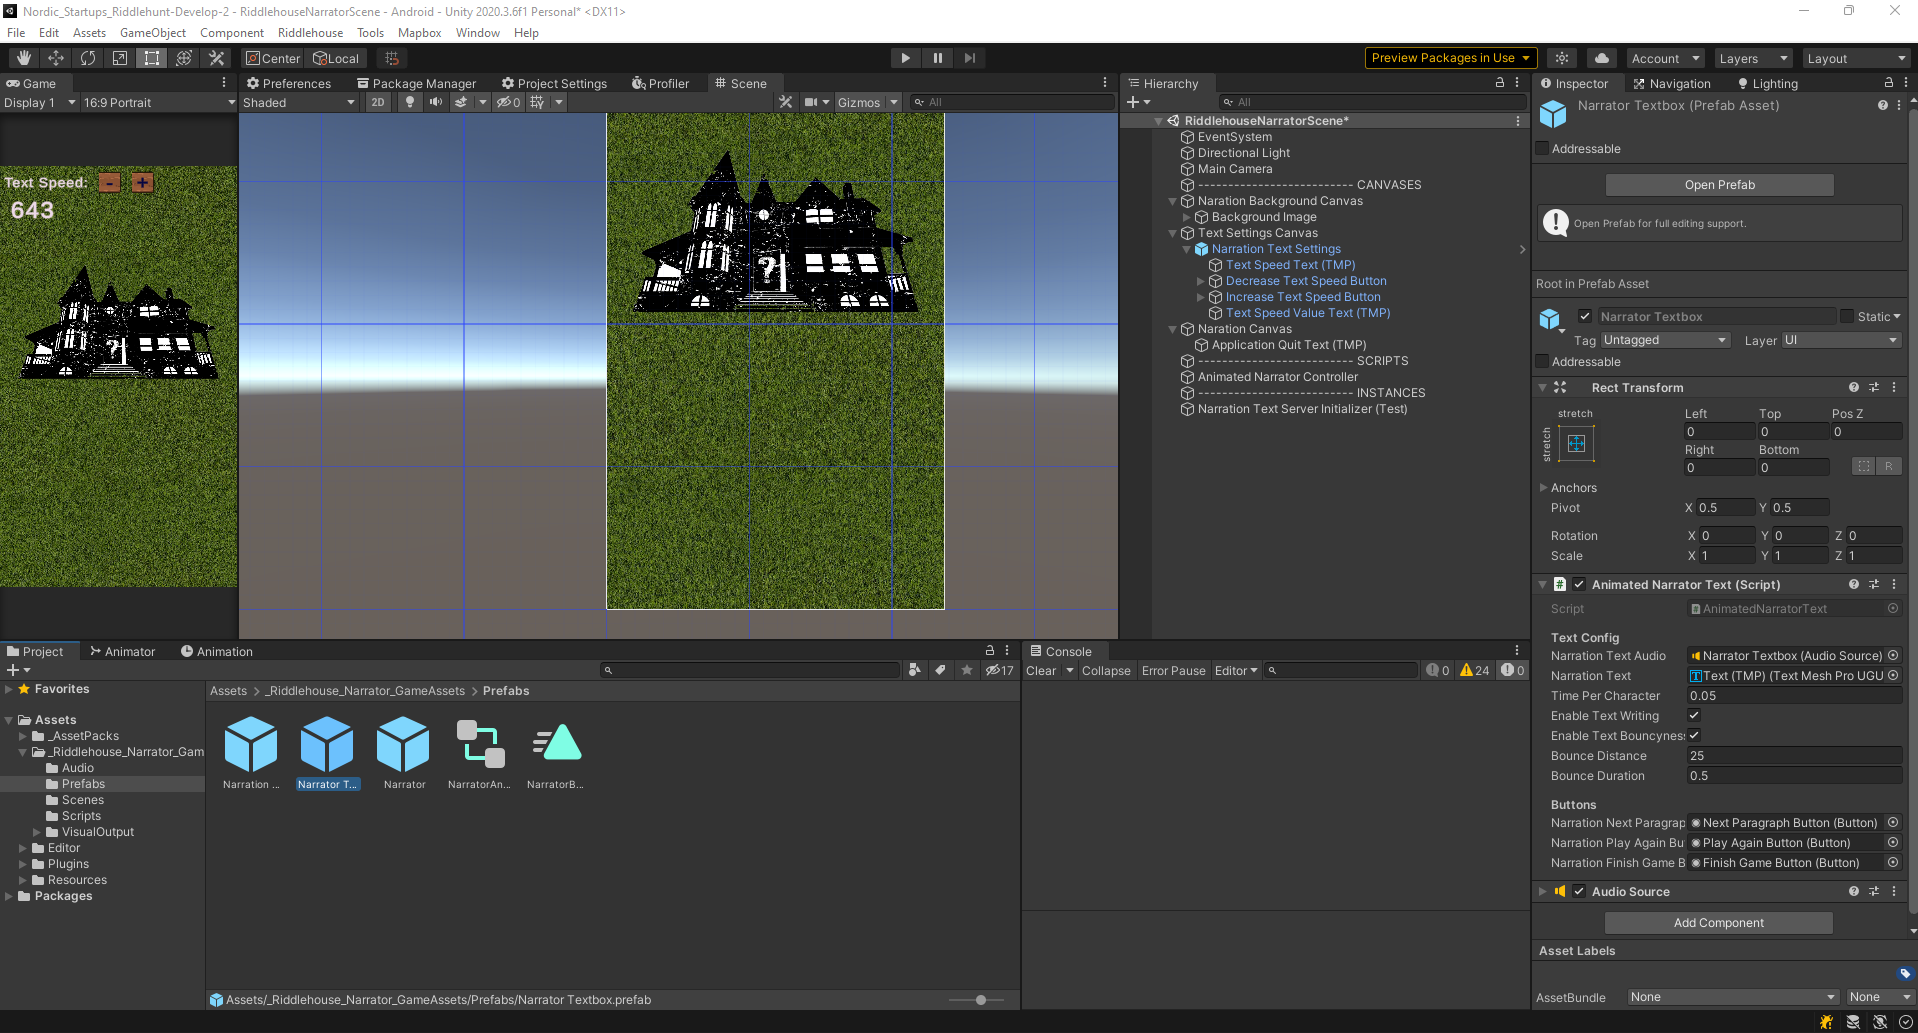 Nordic_Startups_Riddlehunt-Develop-2 - RiddlehouseNarratorScene - Android - Unity 2020.3.6f1 Personal* <DX11>
File Edit Assets GameObject Component Riddlehouse Tools Mapbox Window Help
Center Local Preview Packages in Use Account Layers Layout
Game
Display 1 16:9 Portrait
Text Speed: - +
643
Preferences Package Manager Project Settings Profiler Scene
Shaded 2D 0 Gizmos All
?
Hierarchy
All
RiddlehouseNarratorScene*
EventSystem
Directional Light
Main Camera
-------------------------- CANVASES
Naration Background Canvas
Background Image
Text Settings Canvas
Narration Text Settings
Text Speed Text (TMP)
Decrease Text Speed Button
Increase Text Speed Button
Text Speed Value Text (TMP)
Naration Canvas
Application Quit Text (TMP)
-------------------------- SCRIPTS
Animated Narrator Controller
-------------------------- INSTANCES
Narration Text Server Initializer (Test)
Inspector Navigation Lighting
Narrator Textbox (Prefab Asset)
Addressable
Open Prefab
Open Prefab for full editing support.
Root in Prefab Asset
Narrator Textbox Static
Tag Untagged Layer UI
Addressable
Rect Transform
stretch
stretch
Left Top Pos Z
0 0 0
Right Bottom
0 0 R
Anchors
Pivot X 0.5 Y 0.5
Rotation X 0 Y 0 Z 0
Scale X 1 Y 1 Z 1
# Animated Narrator Text (Script)
Script AnimatedNarratorText
Text Config
Narration Text Audio Narrator Textbox (Audio Source)
Narration Text Text (TMP) (Text Mesh Pro UGU
Time Per Character 0.05
Enable Text Writing
Enable Text Bouncyness
Bounce Distance 25
Bounce Duration 0.5
Buttons
Narration Next Paragrap Next Paragraph Button (Button)
Narration Play Again Bu Play Again Button (Button)
Narration Finish Game B Finish Game Button (Button)
Audio Source
Add Component
Asset Labels
AssetBundle None None
Project Animator Animation
17
Favorites
Assets
_AssetPacks
_Riddlehouse_Narrator_Gam
Audio
Prefabs
Scenes
Scripts
VisualOutput
Editor
Plugins
Resources
Packages
Assets > _Riddlehouse_Narrator_GameAssets > Prefabs
Narration ... Narrator T... Narrator NarratorAn... NarratorB...
Assets/_Riddlehouse_Narrator_GameAssets/Prefabs/Narrator Textbox.prefab
Console
Clear Collapse Error Pause Editor 0 24 0